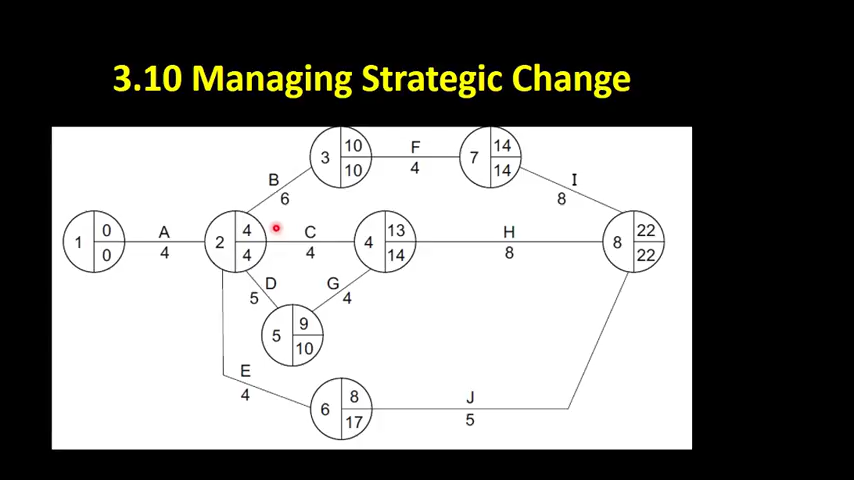 3.10 Managing Strategic Change
3 10 10
F 4
7 14 14
B 6
I 8
1 0 0
A 4
2 4 4
C 4
4 13 14
H 8
8 22 22
D 5
G 4
5 9 10
E 4
6 8 17
J 5